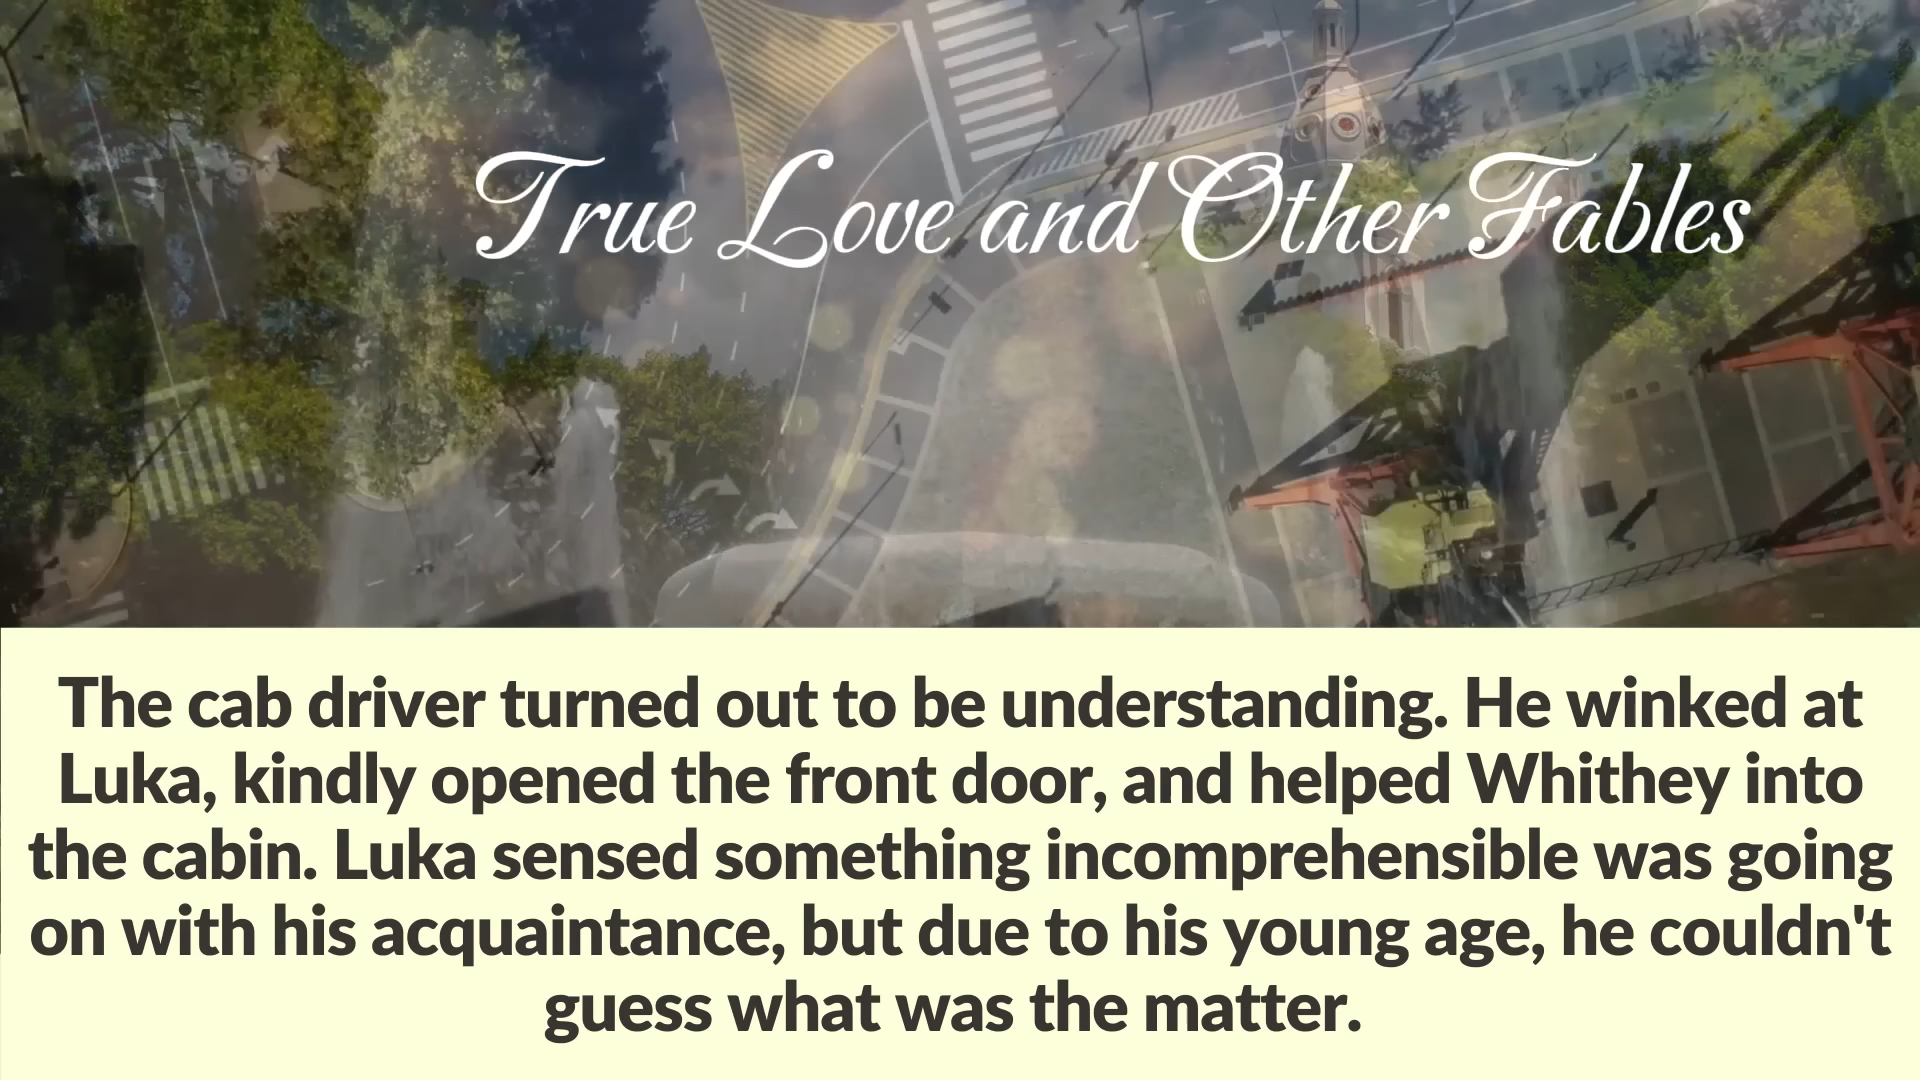 True Love and Other Fables
The cab driver turned out to be understanding. He winked at
Luka, kindly opened the front door, and helped Whithey into
the cabin. Luka sensed something incomprehensible was going
on with his acquaintance, but due to his young age, he couldn't
guess what was the matter.